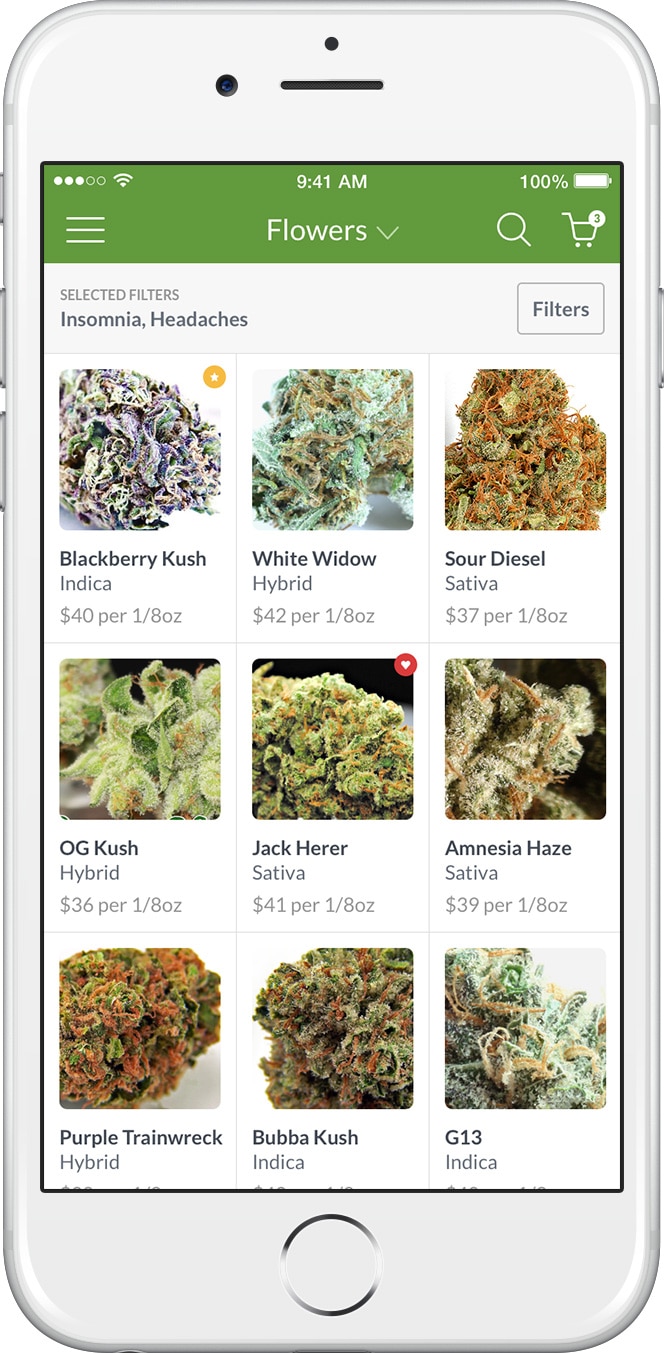 9:41 AM
100%
Flowers
3
SELECTED FILTERS
Insomnia, Headaches
Filters
Blackberry Kush
Indica
$40 per 1/8oz
White Widow
Hybrid
$42 per 1/8oz
Sour Diesel
Sativa
$37 per 1/8oz
OG Kush
Hybrid
$36 per 1/8oz
Jack Herer
Sativa
$41 per 1/8oz
Amnesia Haze
Sativa
$39 per 1/8oz
Purple Trainwreck
Hybrid
Bubba Kush
Indica
G13
Indica